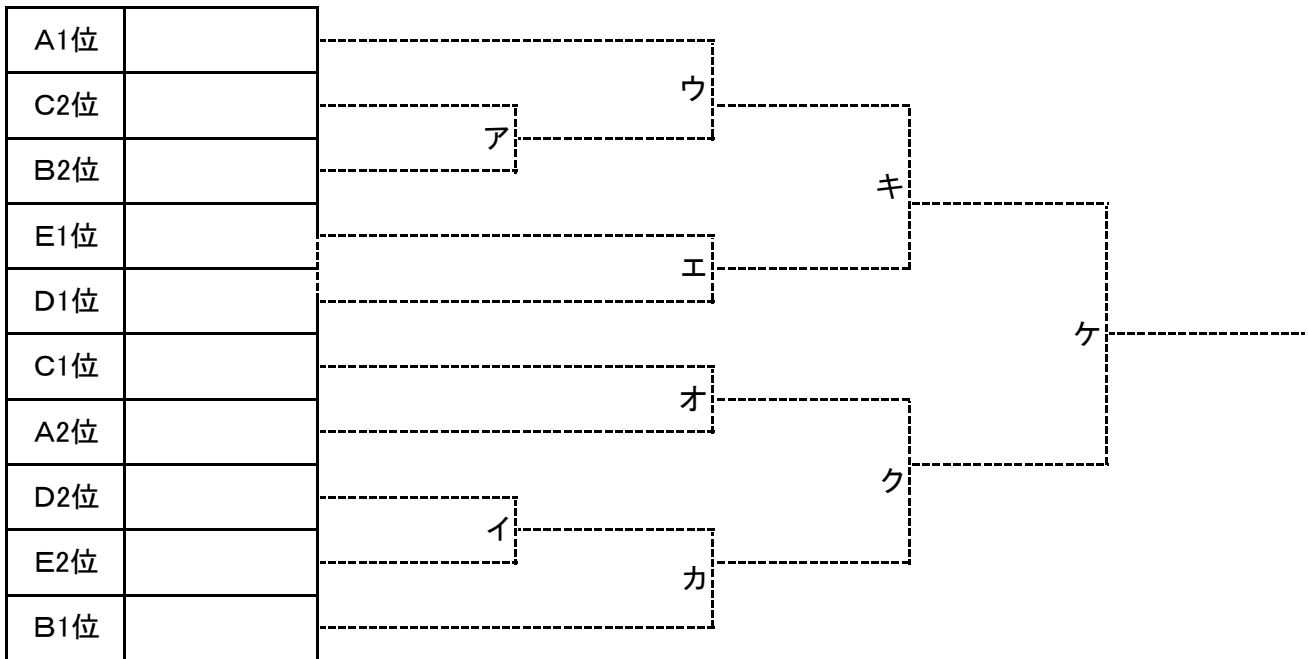 A1位
C2位
B2位
E1位
D1位
C1位
A2位
D2位
E2位
B1位
ア
イ
ウ
エ
オ
カ
キ
ク
ケ